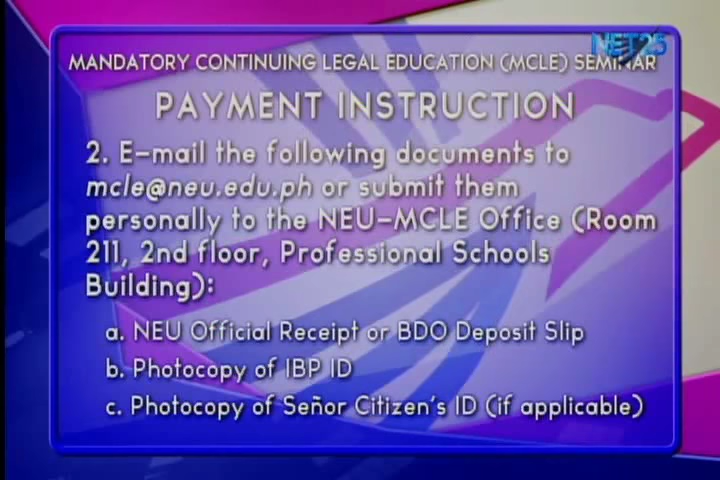 NET25
MANDATORY CONTINUING LEGAL EDUCATION (MCLE) SEMINAR
PAYMENT INSTRUCTION
2. E-mail the following documents to
mcle@neu.edu.ph or submit them
personally to the NEU-MCLE Office (Room
211, 2nd floor, Professional Schools
Building):
a. NEU Official Receipt or BDO Deposit Slip
b. Photocopy of IBP ID
c. Photocopy of Señor Citizen's ID (if applicable)